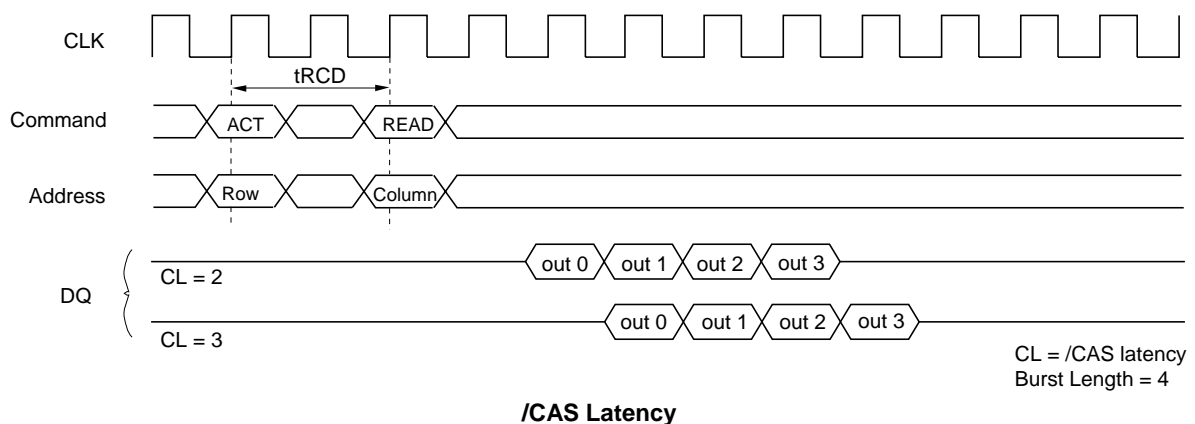 CLK
tRCD
Command
ACT
READ
Address
Row
Column
DQ
CL = 2
out 0 out 1 out 2 out 3
CL = 3
out 0 out 1 out 2 out 3
CL = /CAS latency
Burst Length = 4
/CAS Latency